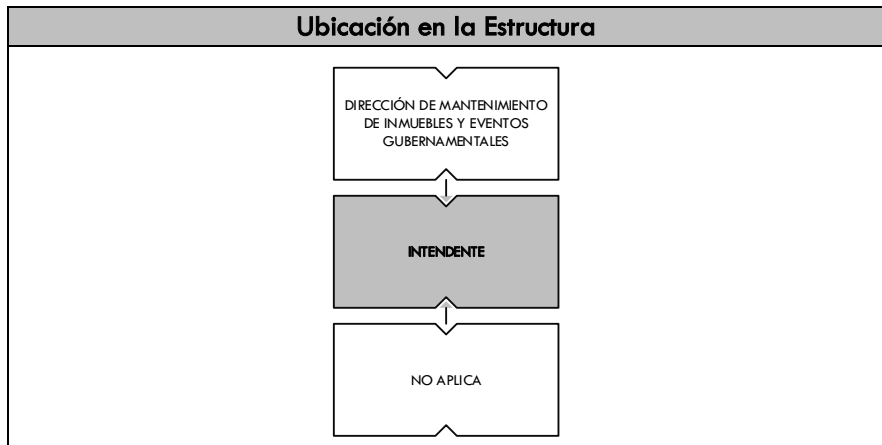 Ubicación en la Estructura
DIRECCIÓN DE MANTENIMIENTO
DE INMUEBLES Y EVENTOS
GUBERNAMENTALES
INTENDENTE
NO APLICA